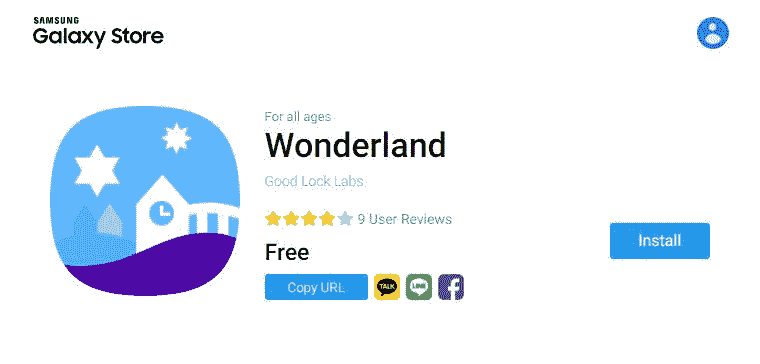 SAMSUNG
Galaxy Store
For all ages
Wonderland
Good Lock Labs
9 User Reviews
Free
Install
Copy URL
TALK
LINE